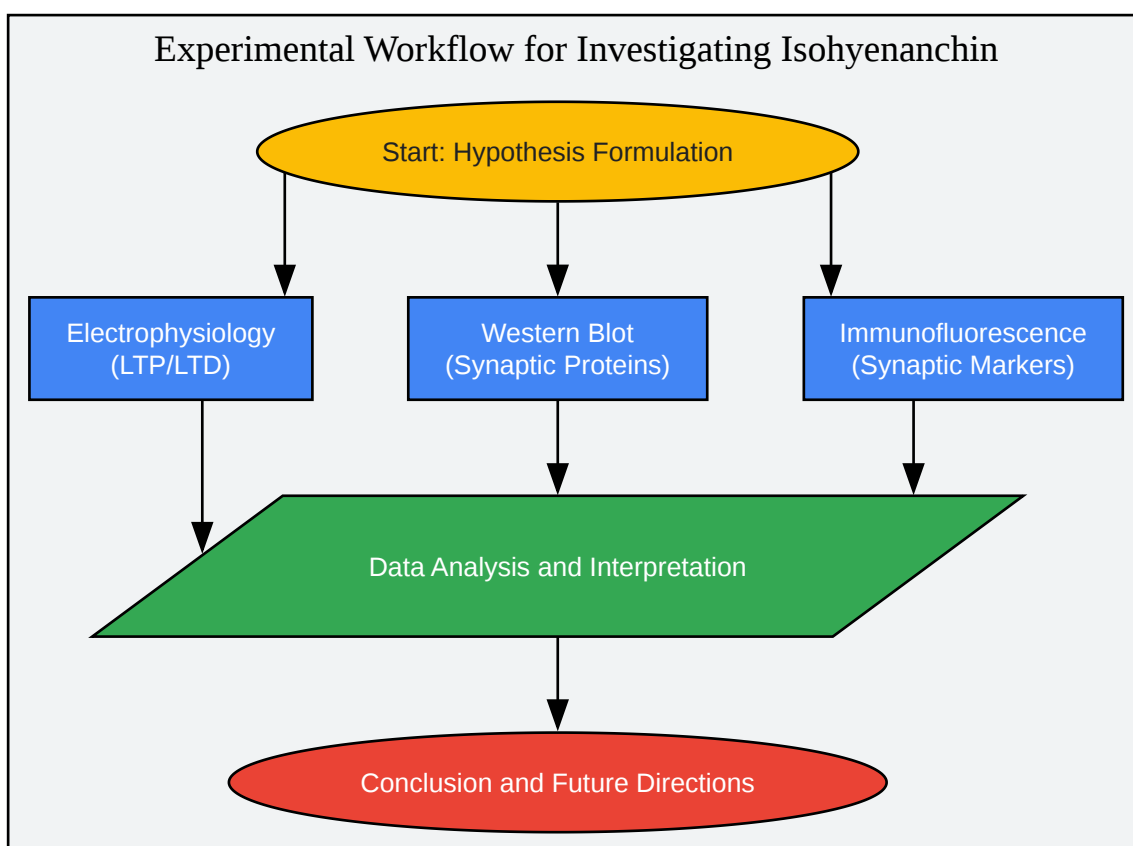 Experimental Workflow for Investigating Isohyenanchin
Start: Hypothesis Formulation
Electrophysiology
(LTP/LTD)
Western Blot
(Synaptic Proteins)
Immunofluorescence
(Synaptic Markers)
Data Analysis and Interpretation
Conclusion and Future Directions